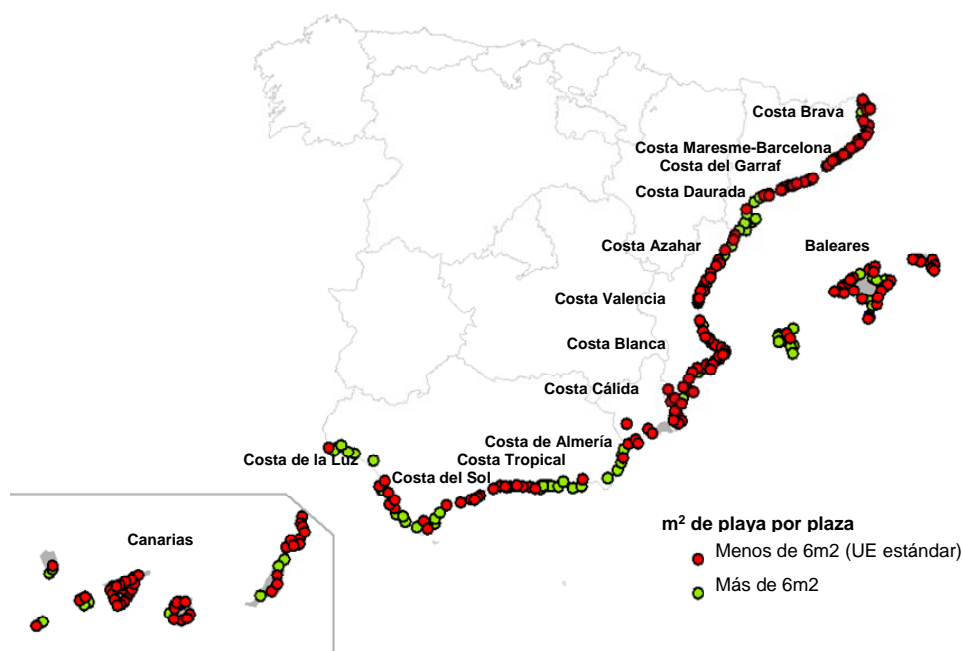 Costa Brava
Costa Maresme-Barcelona
Costa del Garraf
Costa Daurada
Costa Azahar
Baleares
Costa Valencia
Costa Blanca
Costa Cálida
Costa de Almería
Costa de la Luz
Costa Tropical
Costa del Sol
Canarias
m² de playa por plaza
Menos de 6m2 (UE estándar)
Más de 6m2